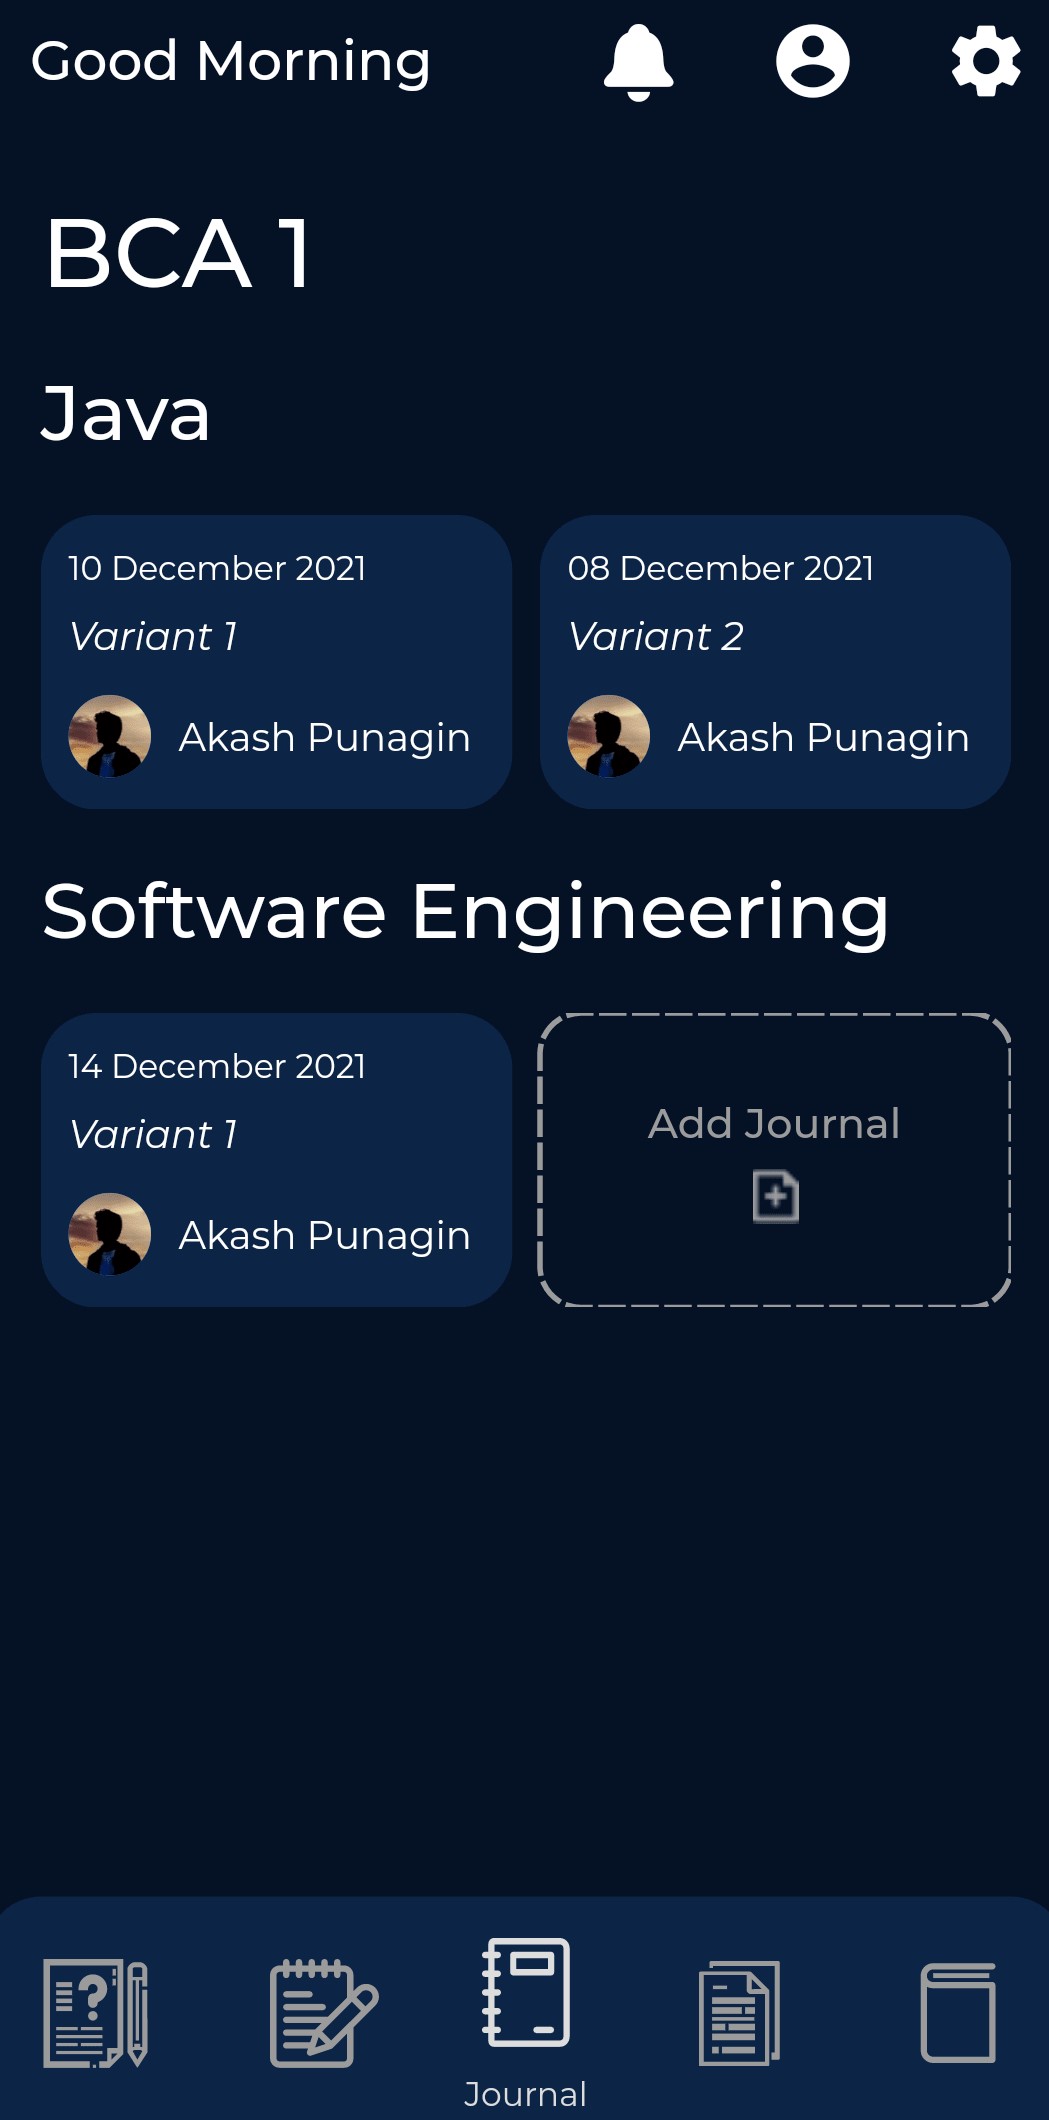 Good Morning
BCA 1
Java
10 December 2021
Variant 1
Akash Punagin
08 December 2021
Variant 2
Akash Punagin
Software Engineering
14 December 2021
Variant 1
Akash Punagin
Add Journal
Journal